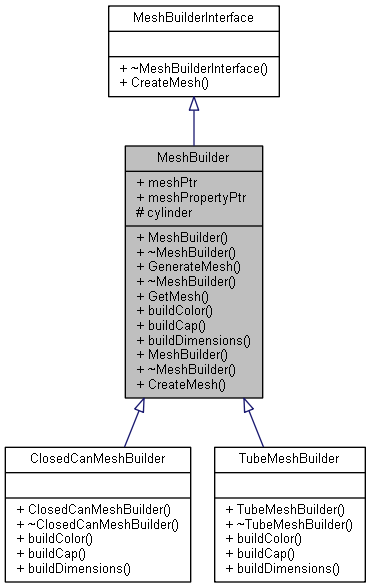 MeshBuilderInterface
+ ~MeshBuilderInterface()
+ CreateMesh()
MeshBuilder
+ meshPtr
+ meshPropertyPtr
# cylinder
+ MeshBuilder()
+ ~MeshBuilder()
+ GenerateMesh()
+ ~MeshBuilder()
+ GetMesh()
+ buildColor()
+ buildCap()
+ buildDimensions()
+ MeshBuilder()
+ ~MeshBuilder()
+ CreateMesh()
ClosedCanMeshBuilder
+ ClosedCanMeshBuilder()
+ ~ClosedCanMeshBuilder()
+ buildColor()
+ buildCap()
+ buildDimensions()
TubeMeshBuilder
+ TubeMeshBuilder()
+ ~TubeMeshBuilder()
+ buildColor()
+ buildCap()
+ buildDimensions()